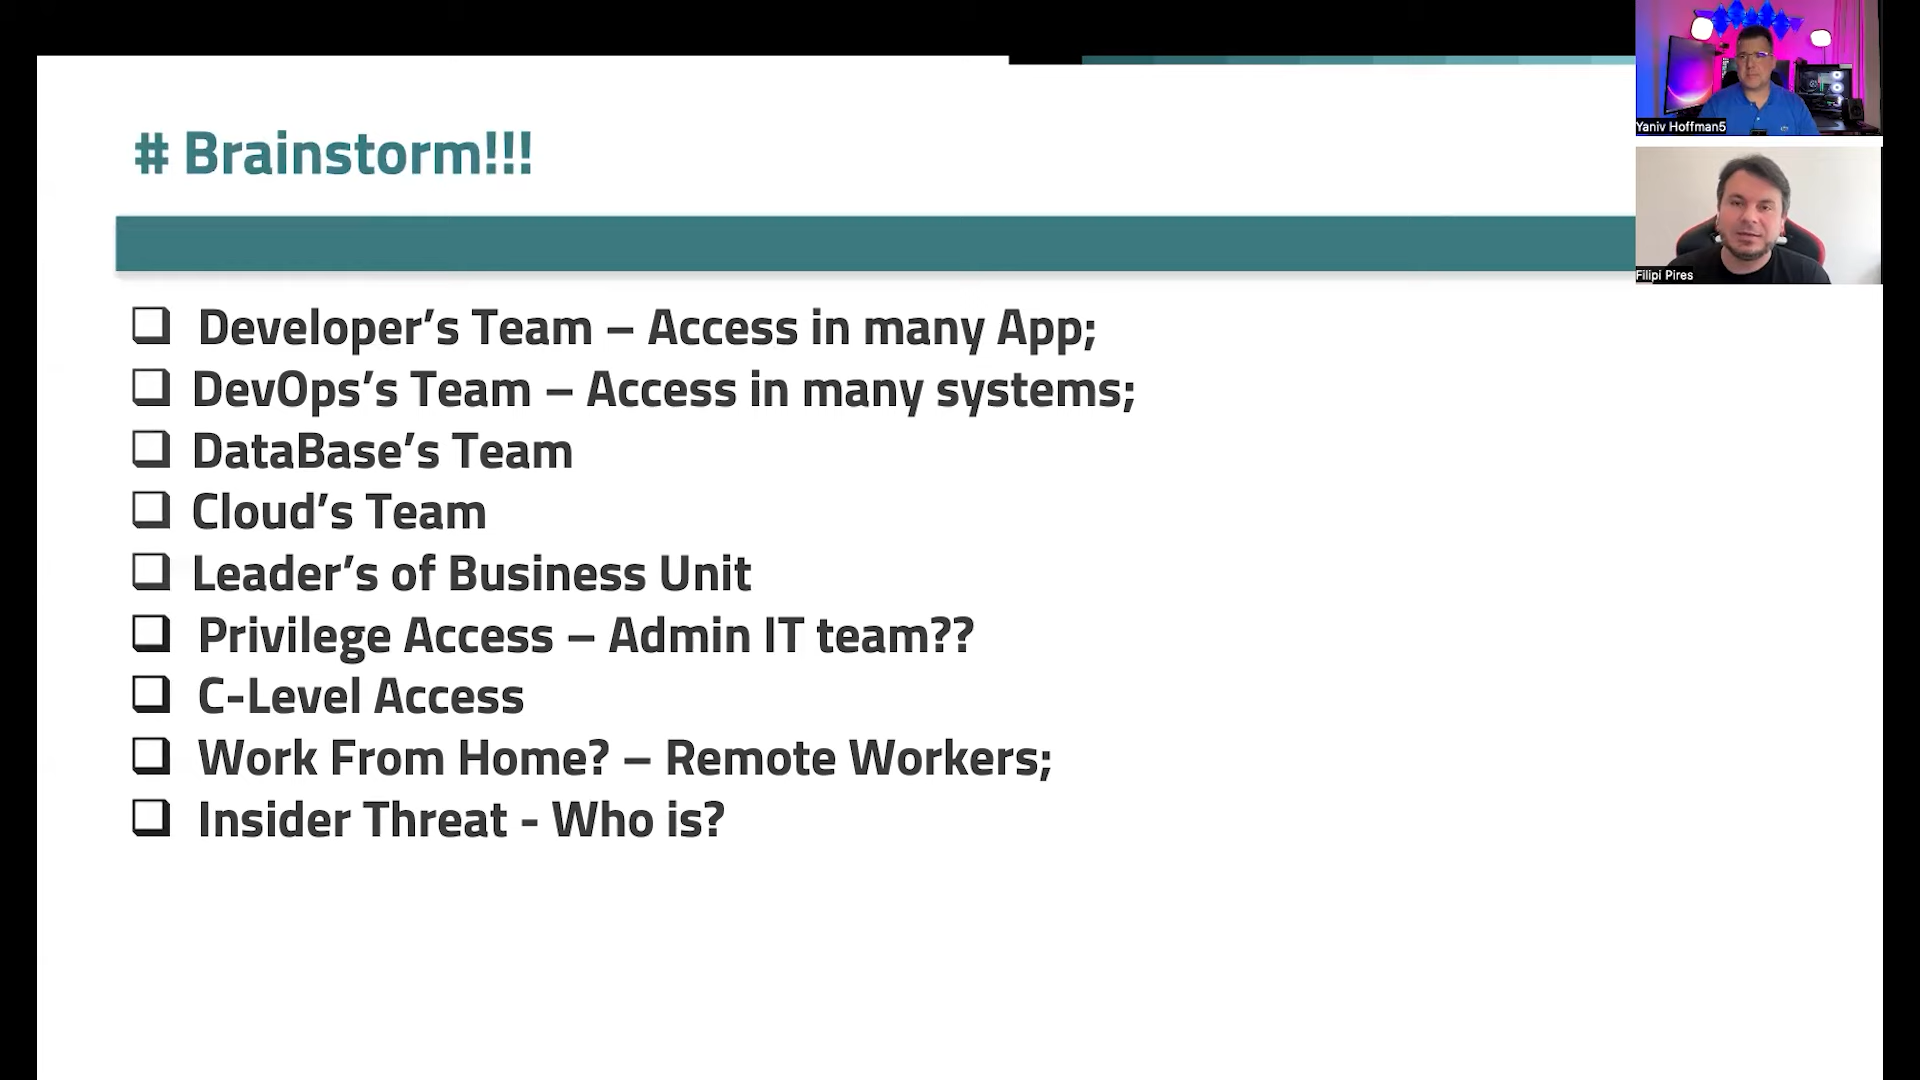 # Brainstorm!!!
Developer’s Team – Access in many App;
DevOps’s Team – Access in many systems;
DataBase’s Team
Cloud’s Team
Leader’s of Business Unit
Privilege Access – Admin IT team??
C-Level Access
Work From Home? – Remote Workers;
Insider Threat - Who is?
Yaniv Hoffman5
Filipi Pires